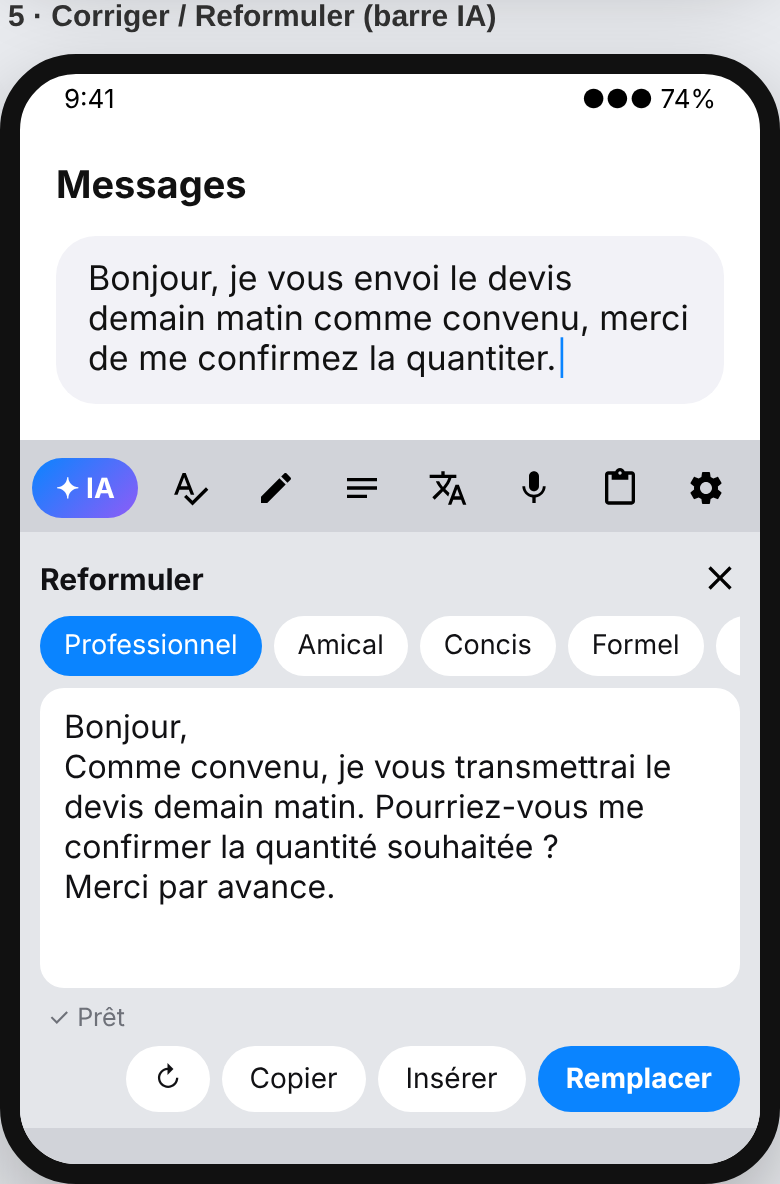 5 · Corriger / Reformuler (barre IA)
9:41
74%
Messages
Bonjour, je vous envoi le devis
demain matin comme convenu, merci
de me confirmez la quantiter.
✦ IA
Reformuler
Professionnel
Amical
Concis
Formel
Bonjour,
Comme convenu, je vous transmettrai le
devis demain matin. Pourriez-vous me
confirmer la quantité souhaitée ?
Merci par avance.
✓ Prêt
Copier
Insérer
Remplacer